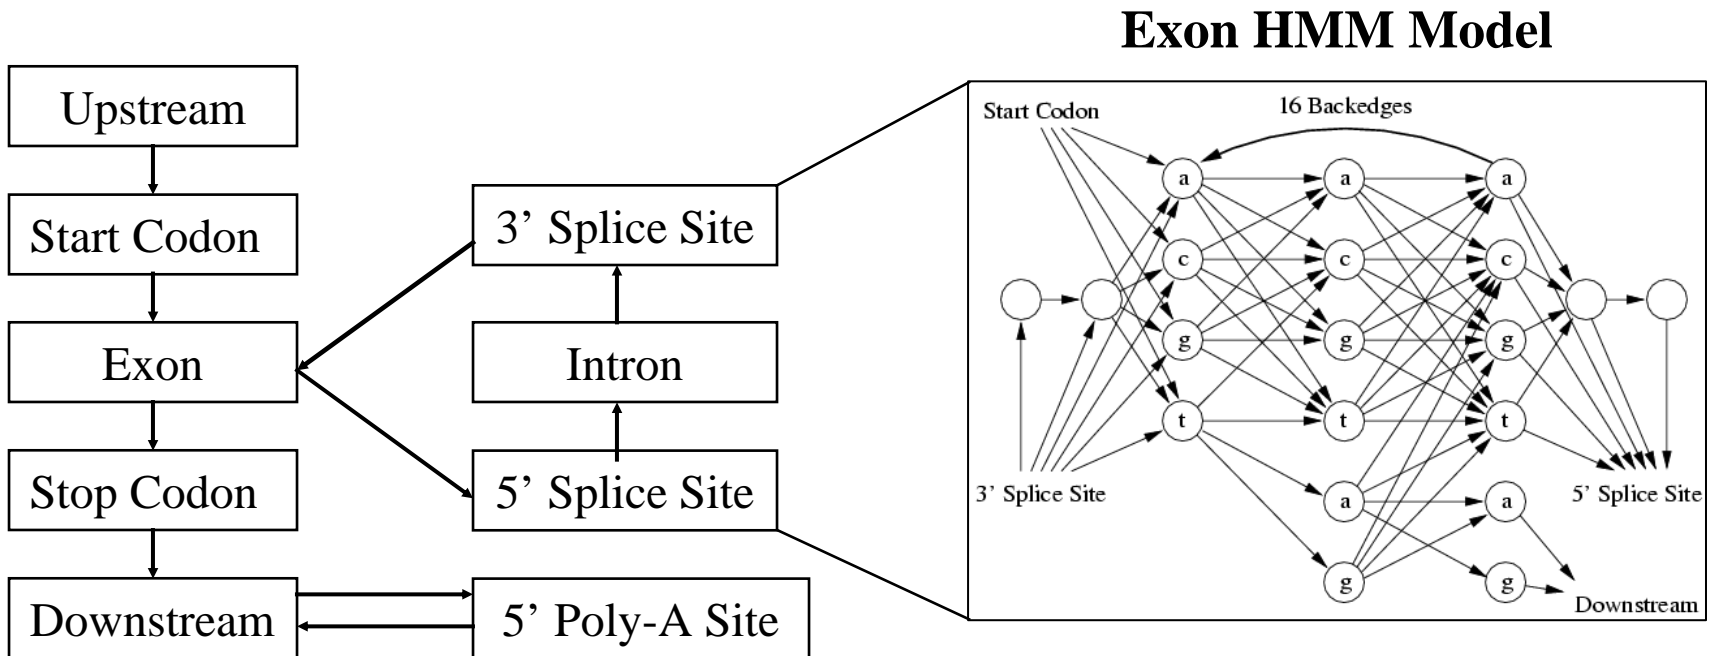 Exon HMM Model
Upstream
Start Codon
Exon
Stop Codon
Downstream
3’ Splice Site
Intron
5’ Splice Site
5’ Poly-A Site
Start Codon
16 Backedges
a a a
c c c
g g g
t t t
3’ Splice Site
5’ Splice Site
a a
g g
Downstream